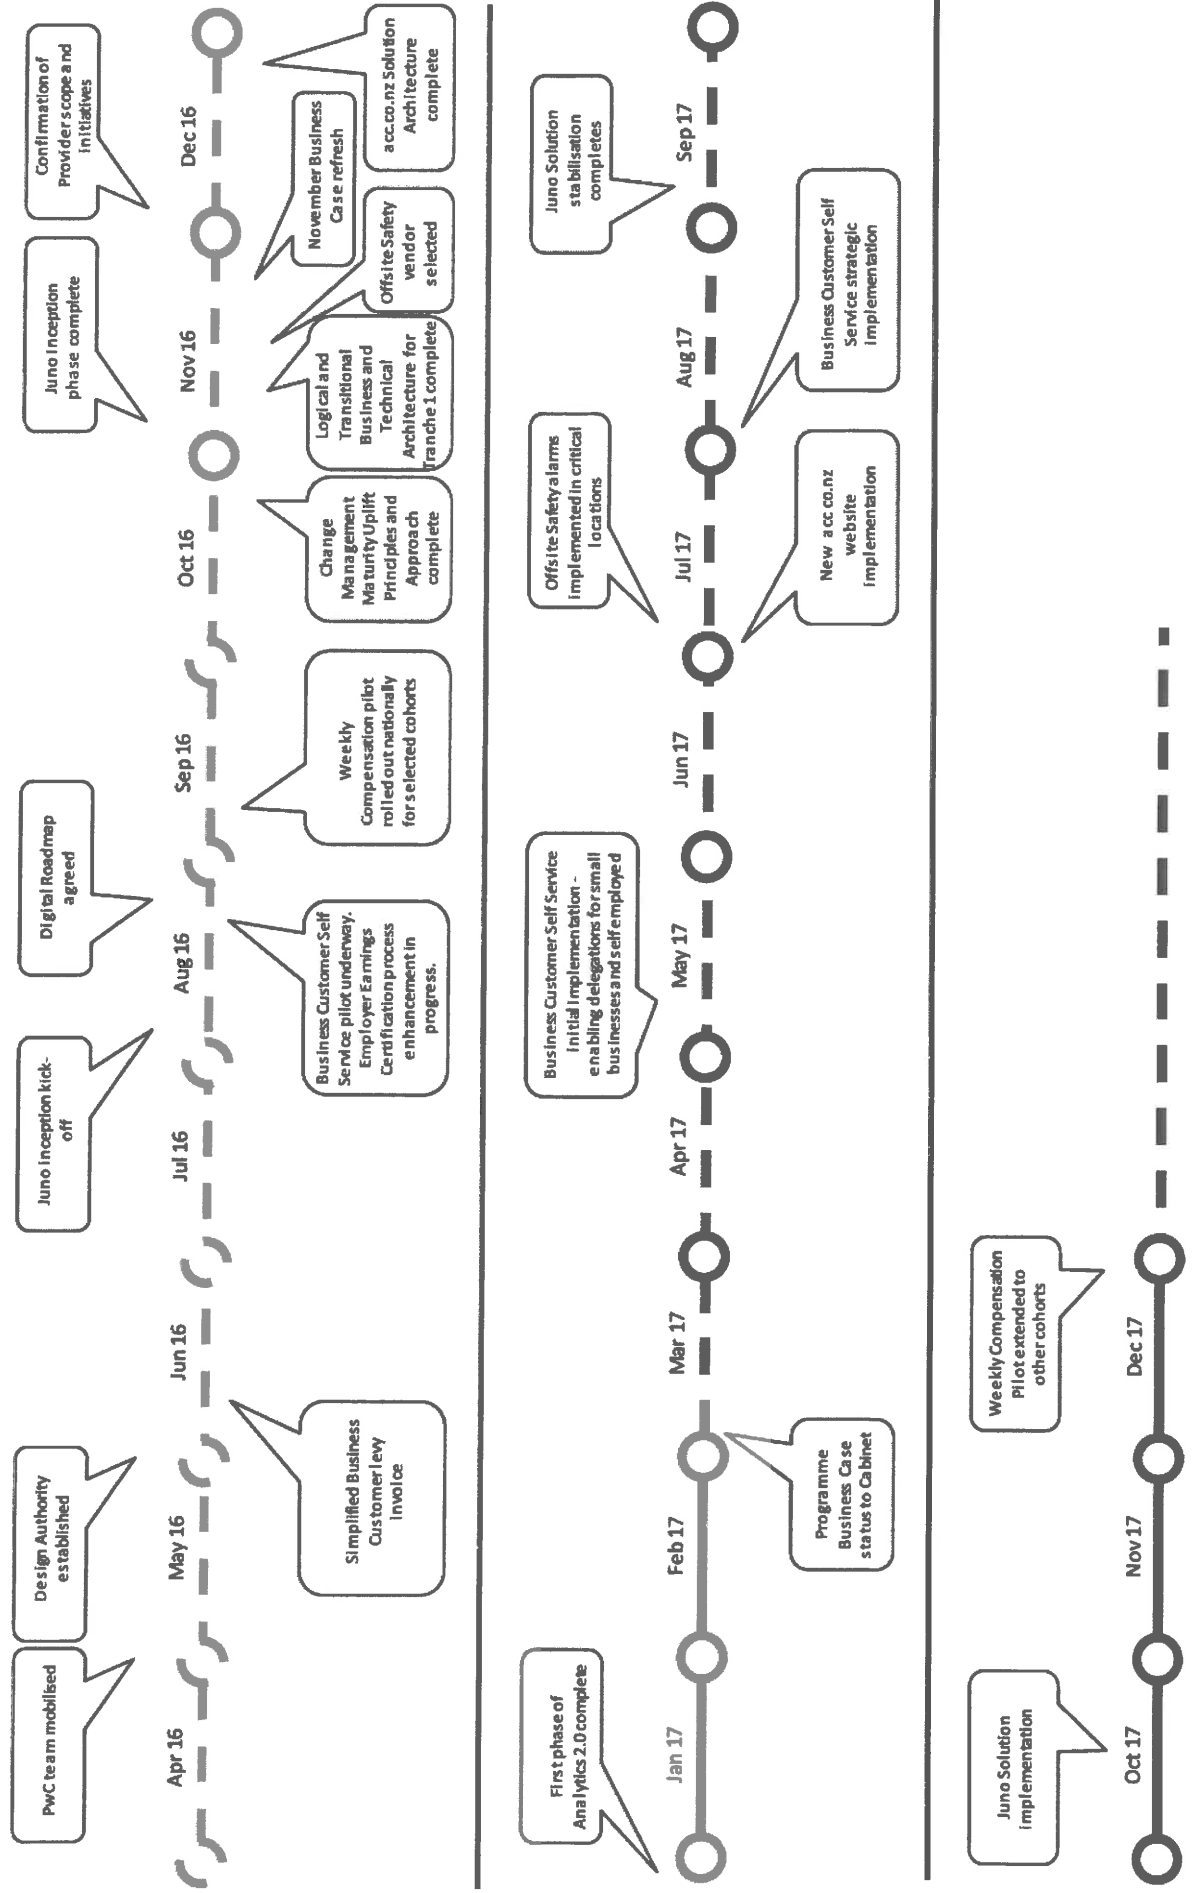 PwC team mobilised
Design Authority
established
Juno Inception kick-
off
Digital Roadmap
agreed
Juno Inception
phase complete
Confirmation of
Provider scope and
Initiatives
Apr 16
May 16
Jun 16
Jul 16
Aug 16
Sep 16
Oct 16
Nov 16
Dec 16
Simplified Business
Customer levy
Invoice
Business Customer Self
Service pilot underway.
Employer Earnings
Certification process
enhancement in
progress.
Weekly
Compensation pilot
rolled out nationally
for selected cohorts
Change
Management
Maturity Uplift
Principles and
Approach
complete
Logical and
Transitional
Business and
Technical
Architecture for
Tranche 1 complete
Offsite Safety
vendor
selected
November Business
Case refresh
acc.co.nz Solution
Architecture
complete
First phase of
Analytics 2.0 complete
Business Customer Self Service
Initial Implementation -
enabling delegations for small
businesses and self employed
Offsite Safety alarms
implemented in critical
locations
Juno Solution
stabilisation
completes
Jan 17
Feb 17
Mar 17
Apr 17
May 17
Jun 17
Jul 17
Aug 17
Sep 17
Programme
Business Case
status to Cabinet
New acc co.nz
website
Implementation
Business Customer Self
Service strategic
Implementation
Juno Solution
Implementation
Weekly Compensation
Pilot extended to
other cohorts
Oct 17
Nov 17
Dec 17